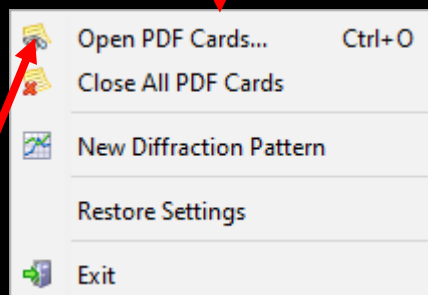 Open PDF Cards... Ctrl+O
Close All PDF Cards
New Diffraction Pattern
Restore Settings
Exit